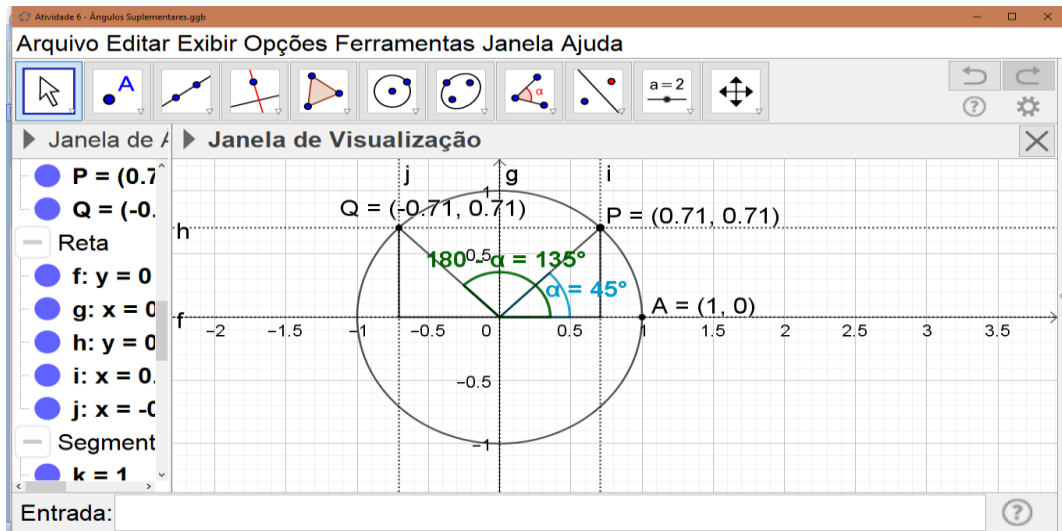 Atividade 6 - Ângulos Suplementares.ggb
Arquivo Editar Exibir Opções Ferramentas Janela Ajuda
A
α
a=2
Janela de A
Janela de Visualização
P = (0.7
Q = (-0.
Reta
f: y = 0
g: x = 0
h: y = 0
i: x = 0.
j: x = -0
Segment
k = 1
j
g
i
1
Q = (-0.71, 0.71)
P = (0.71, 0.71)
h
0.5
180 - α = 135°
α = 45°
A = (1, 0)
f
−2
−1.5
−1
−0.5
0
0.5
1
1.5
2
2.5
3
3.5
−0.5
−1
Entrada: